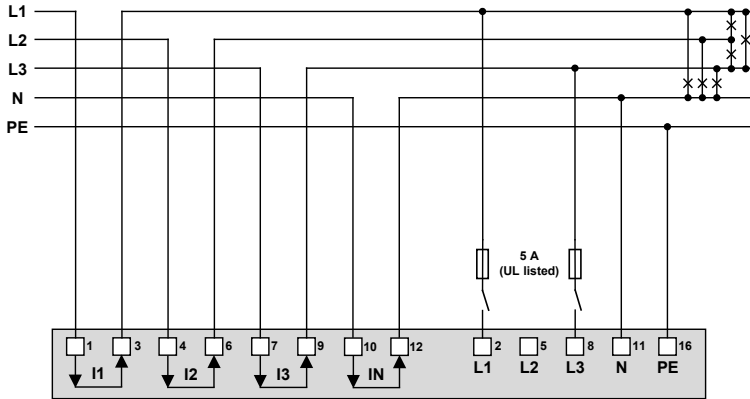 L1
L2
L3
N
PE
5 A
(UL listed)
1 3 4 6 7 9 10 12 2 5 8 11 16
I1 I2 I3 IN L1 L2 L3 N PE